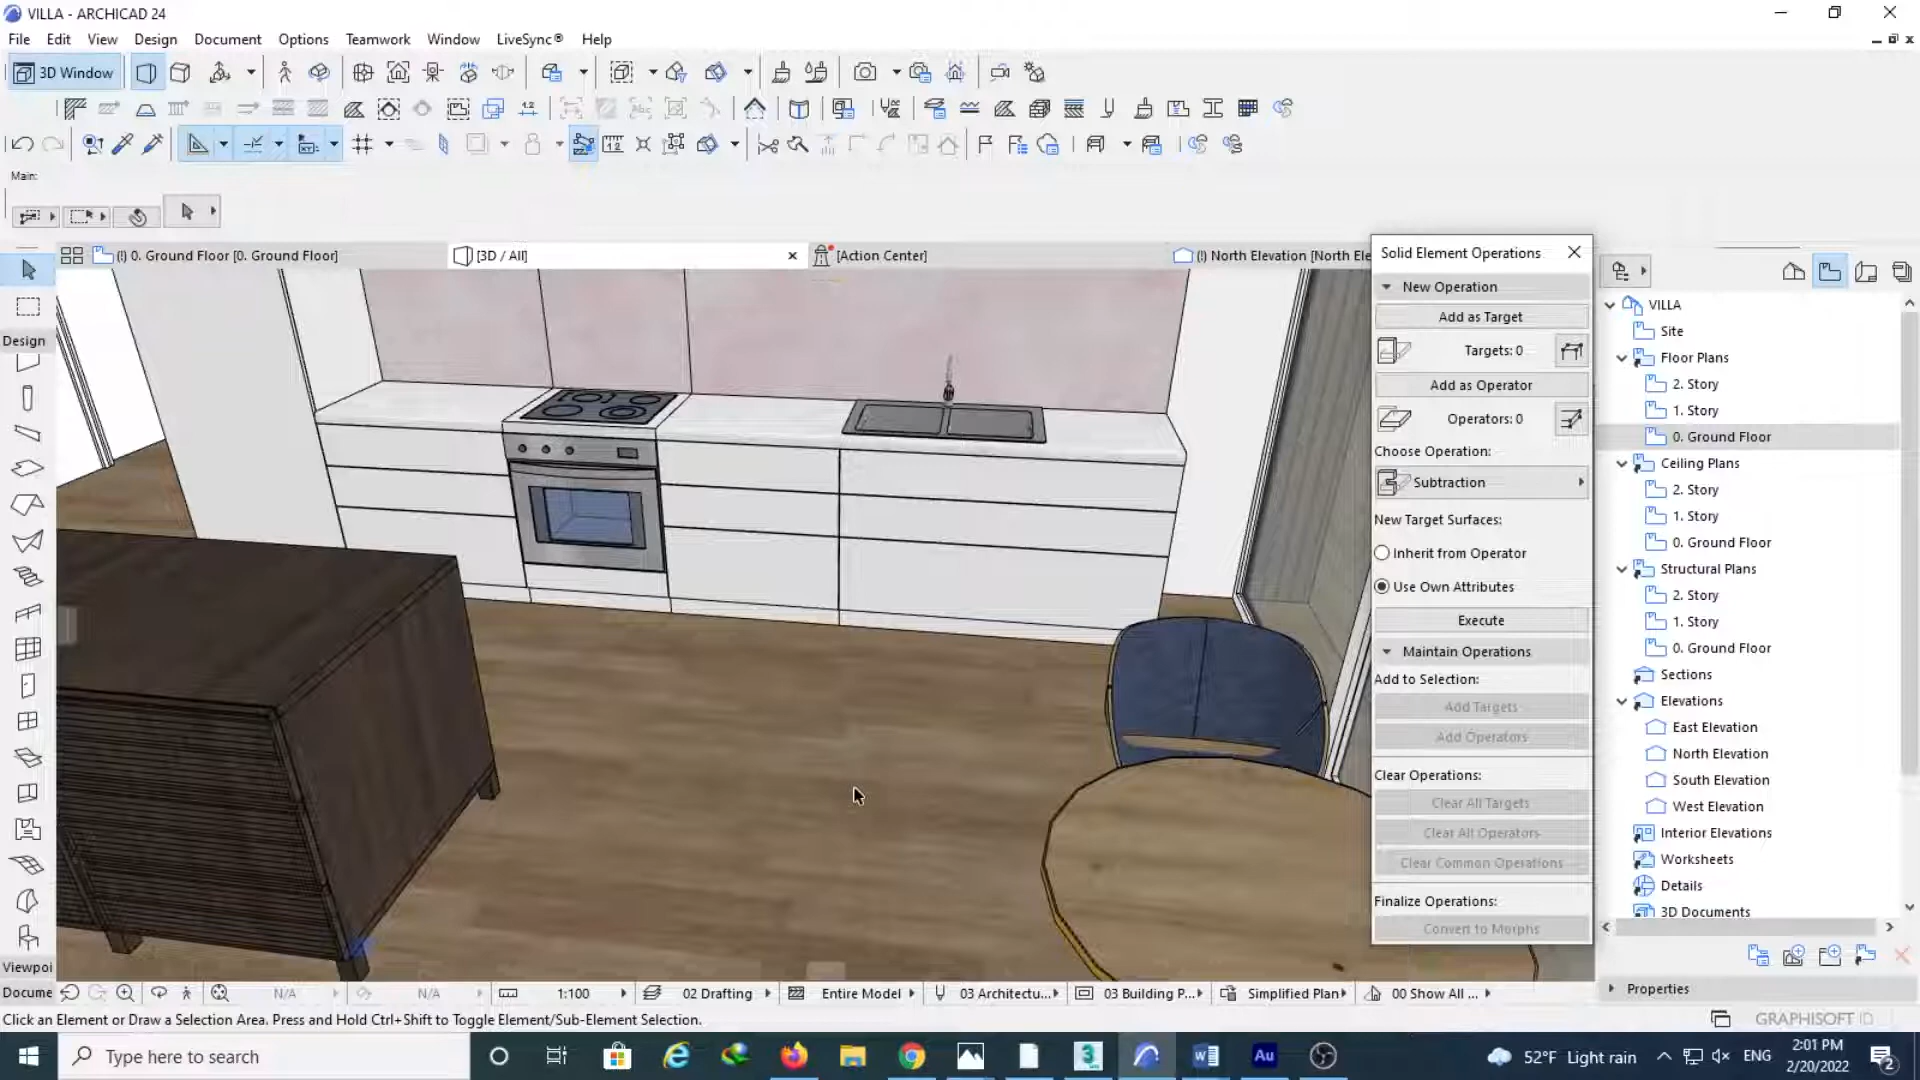 VILLA - ARCHICAD 24
File Edit View Design Document Options Teamwork Window LiveSync® Help
3D Window
Main:
(!) 0. Ground Floor [0. Ground Floor]
[3D / All]
[Action Center]
(!) North Elevation [North Ele
Design
Solid Element Operations
New Operation
Add as Target
Targets: 0
Add as Operator
Operators: 0
Choose Operation:
Subtraction
New Target Surfaces:
Inherit from Operator
Use Own Attributes
Execute
Maintain Operations
Add to Selection:
Add Targets
Add Operators
Clear Operations:
Clear All Targets
Clear All Operators
Clear Common Operations
Finalize Operations:
Convert to Morphs
VILLA
Site
Floor Plans
2. Story
1. Story
0. Ground Floor
Ceiling Plans
2. Story
1. Story
0. Ground Floor
Structural Plans
2. Story
1. Story
0. Ground Floor
Sections
Elevations
East Elevation
North Elevation
South Elevation
West Elevation
Interior Elevations
Worksheets
Details
3D Documents
Properties
Viewpoi
Docume
N/A
N/A
1:100
02 Drafting
Entire Model
03 Architectu...
03 Building P...
Simplified Plan
00 Show All ...
Click an Element or Draw a Selection Area. Press and Hold Ctrl+Shift to Toggle Element/Sub-Element Selection.
GRAPHISOFT ID
Type here to search
52°F Light rain
ENG
2:01 PM
2/20/2022
2